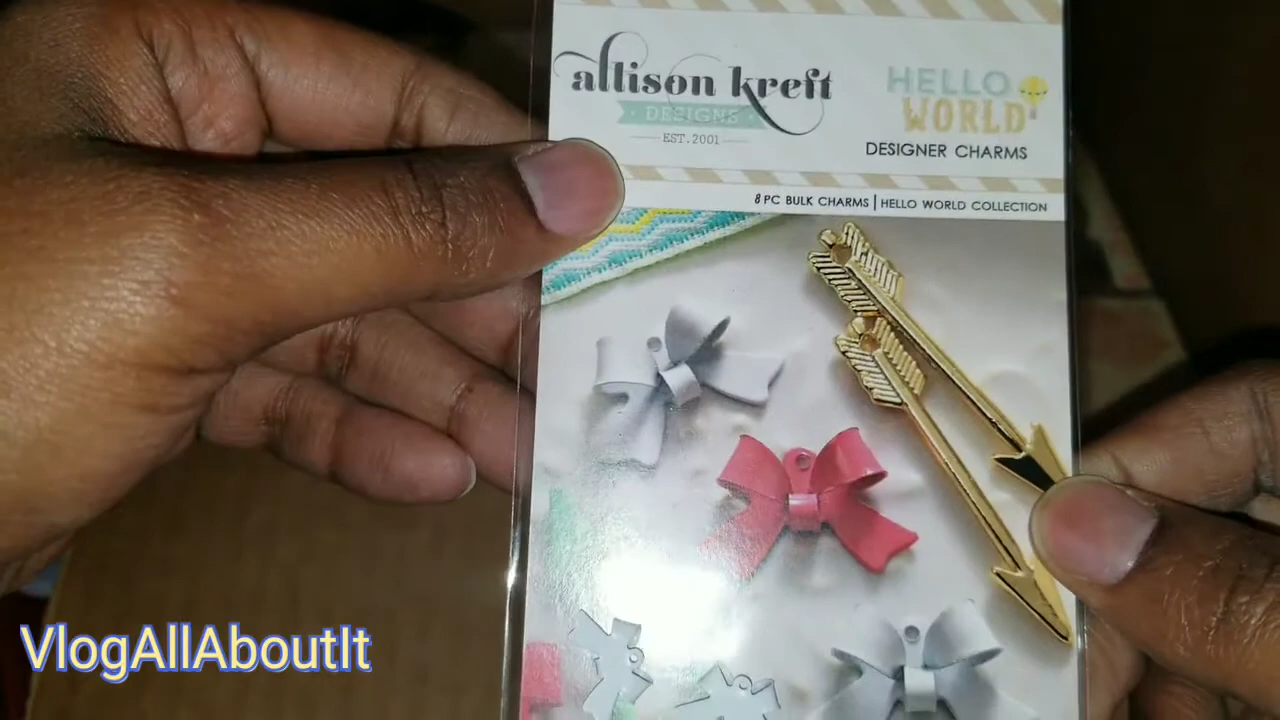 allison kreft
DESIGNS
EST.2001
HELLO
WORLD
DESIGNER CHARMS
8 PC BULK CHARMS | HELLO WORLD COLLECTION
VlogAllAboutIt